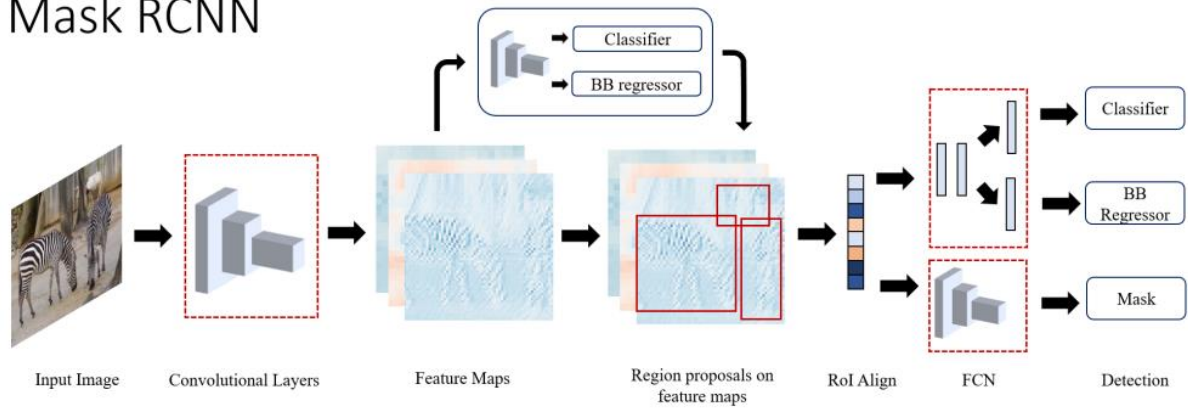 Mask RCNN
Classifier
BB regressor
Classifier
BB
Regressor
Mask
Input Image
Convolutional Layers
Feature Maps
Region proposals on
feature maps
RoI Align
FCN
Detection